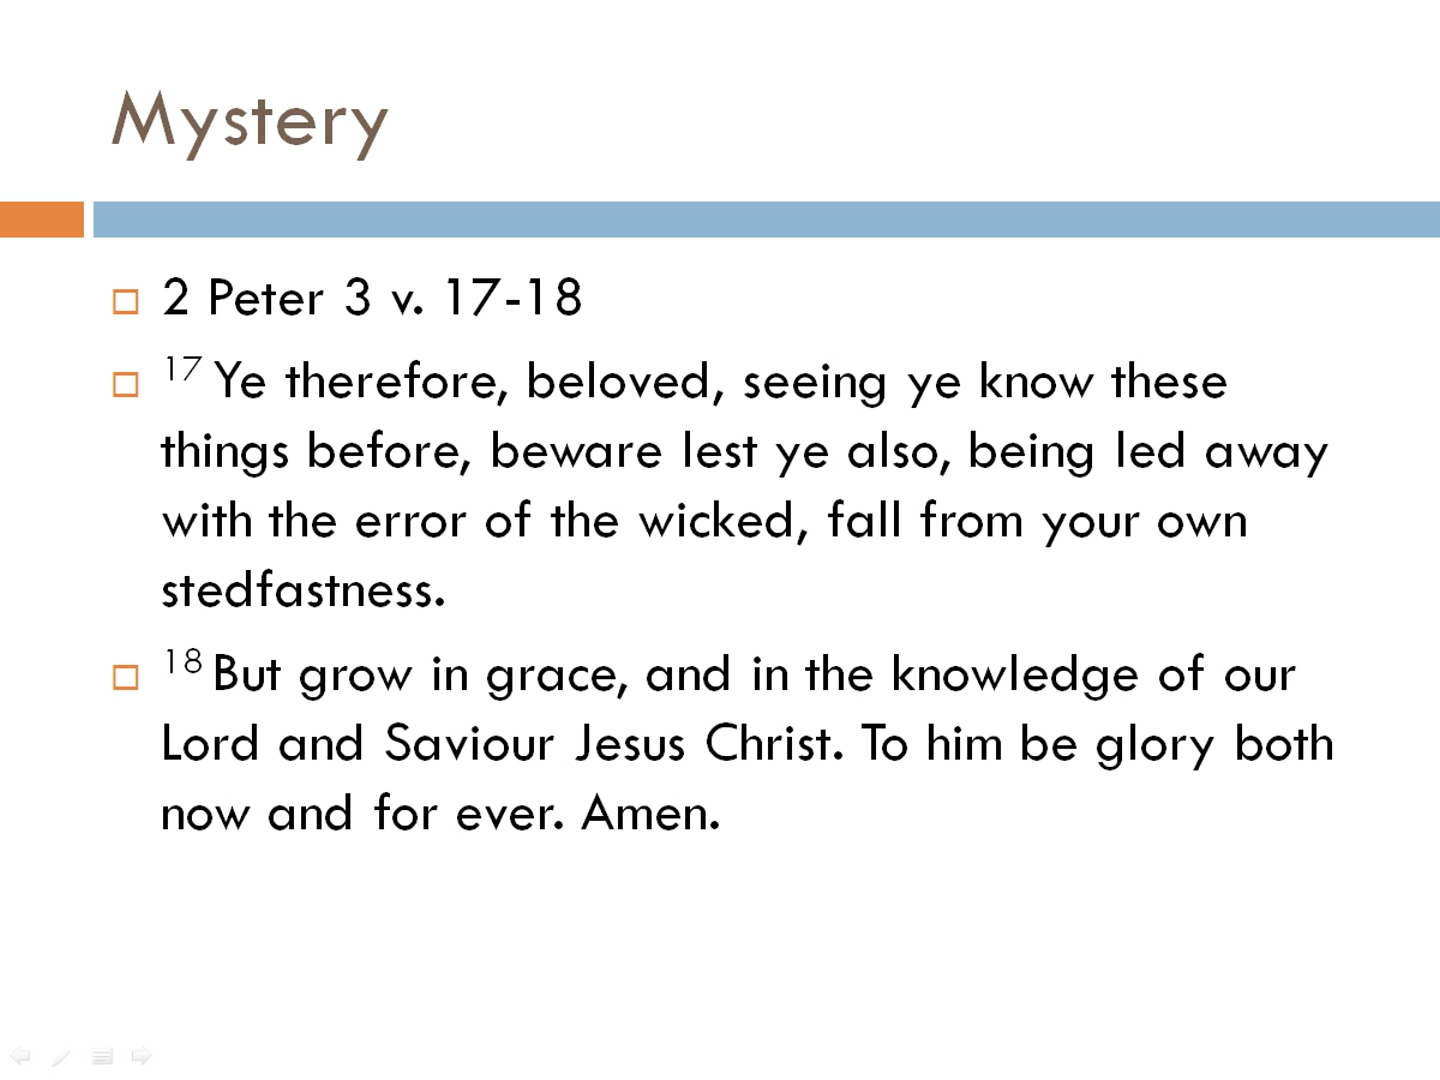 Mystery
2 Peter 3 v. 17-18
17 Ye therefore, beloved, seeing ye know these
things before, beware lest ye also, being led away
with the error of the wicked, fall from your own
stedfastness.
18 But grow in grace, and in the knowledge of our
Lord and Saviour Jesus Christ. To him be glory both
now and for ever. Amen.